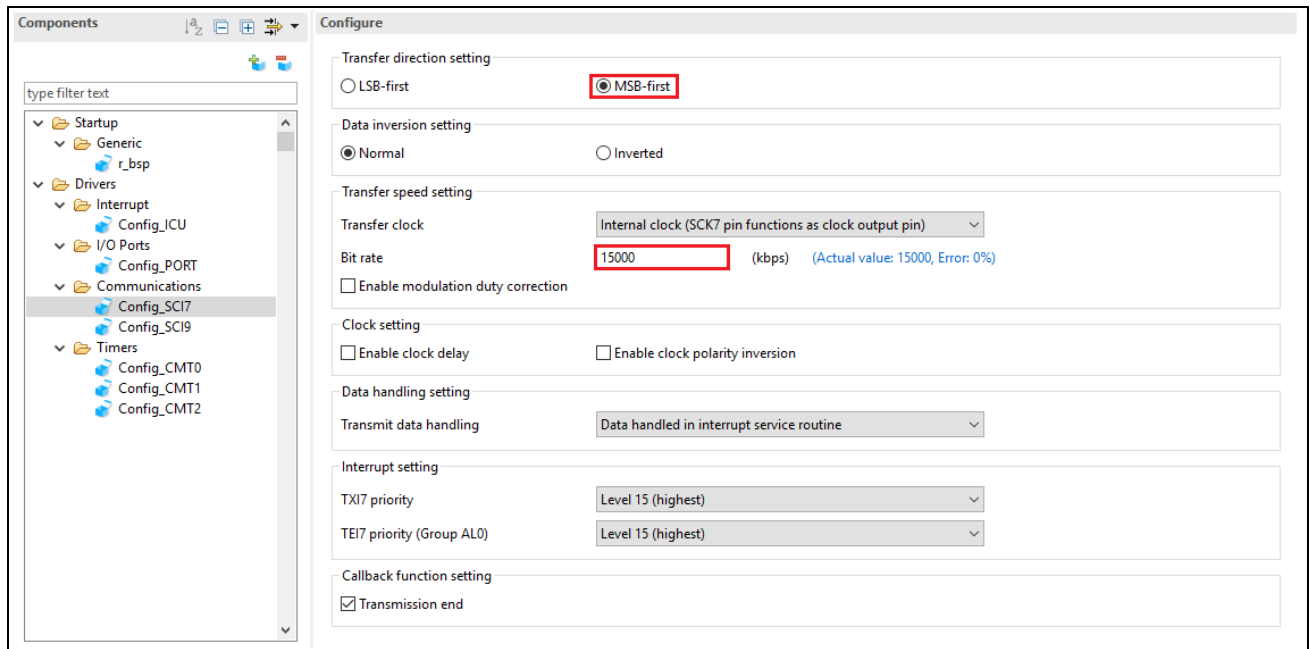 Components
Configure
type filter text
Startup
Generic
r_bsp
Drivers
Interrupt
Config_ICU
I/O Ports
Config_PORT
Communications
Config_SCI7
Config_SCI9
Timers
Config_CMT0
Config_CMT1
Config_CMT2
Transfer direction setting
LSB-first MSB-first
Data inversion setting
Normal Inverted
Transfer speed setting
Transfer clock Internal clock (SCK7 pin functions as clock output pin)
Bit rate 15000 (kbps) (Actual value: 15000, Error: 0%)
Enable modulation duty correction
Clock setting
Enable clock delay Enable clock polarity inversion
Data handling setting
Transmit data handling Data handled in interrupt service routine
Interrupt setting
TXI7 priority Level 15 (highest)
TEI7 priority (Group AL0) Level 15 (highest)
Callback function setting
Transmission end